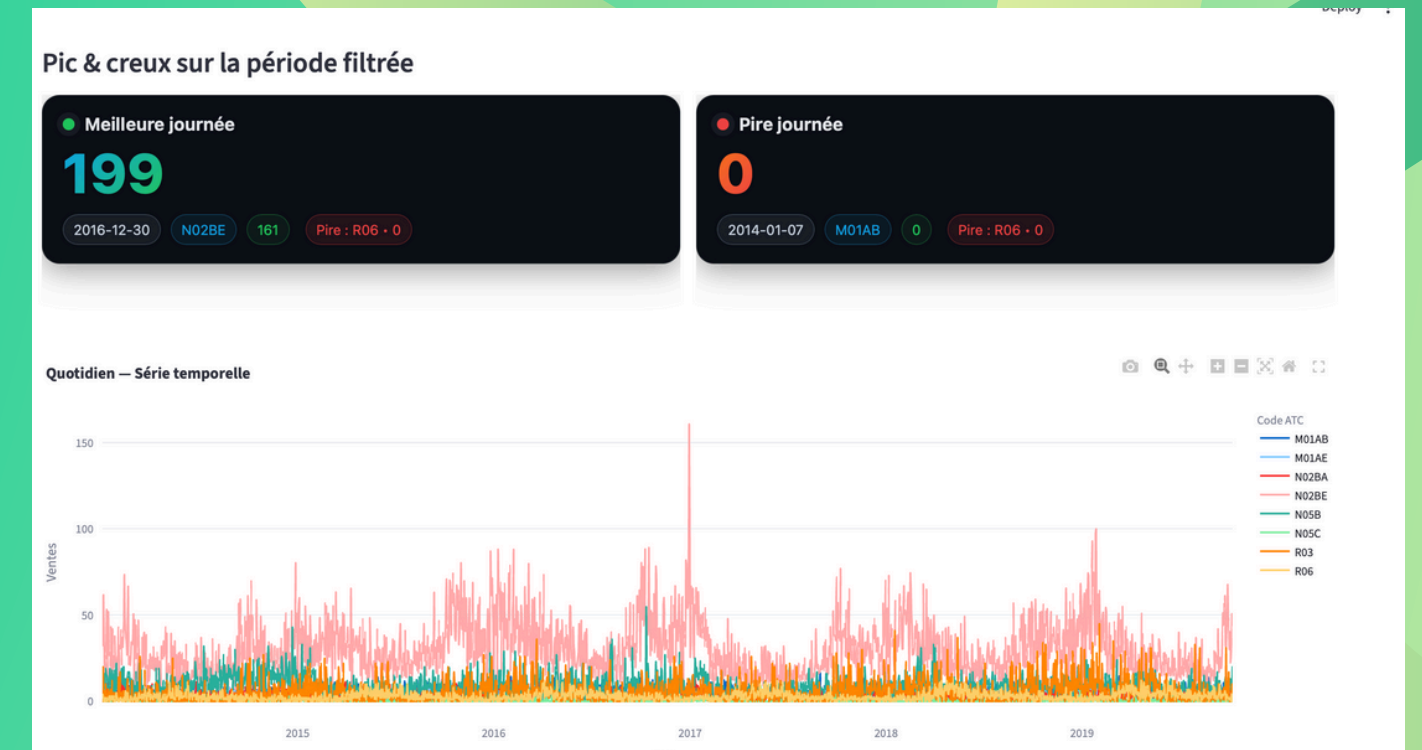 Deploy
Pic & creux sur la période filtrée
Meilleure journée
199
2016-12-30 N02BE 161 Pire : R06 • 0
Pire journée
0
2014-01-07 M01AB 0 Pire : R06 • 0
Quotidien — Série temporelle
Code ATC
M01AB
M01AE
N02BA
N02BE
N05B
N05C
R03
R06
Ventes
150
100
50
0
2015 2016 2017 2018 2019